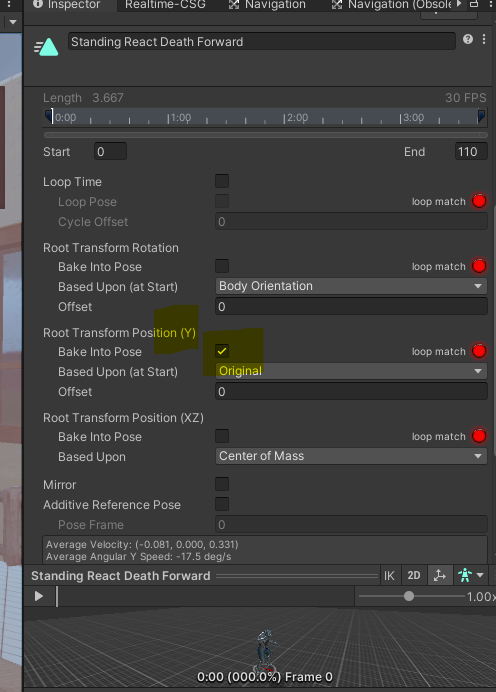 Inspector Realtime-CSG Navigation Navigation (Obsole
Standing React Death Forward
Length 3.667 30 FPS
0:00 1:00 2:00 3:00
Start 0 End 110
Loop Time
Loop Pose loop match
Cycle Offset 0
Root Transform Rotation
Bake Into Pose loop match
Based Upon (at Start) Body Orientation
Offset 0
Root Transform Position (Y)
Bake Into Pose loop match
Based Upon (at Start) Original
Offset 0
Root Transform Position (XZ)
Bake Into Pose loop match
Based Upon Center of Mass
Mirror
Additive Reference Pose
Pose Frame 0
Average Velocity: (-0.081, 0.000, 0.331)
Average Angular Y Speed: -17.5 deg/s
Standing React Death Forward IK 2D
1.00x
0:00 (000.0%) Frame 0